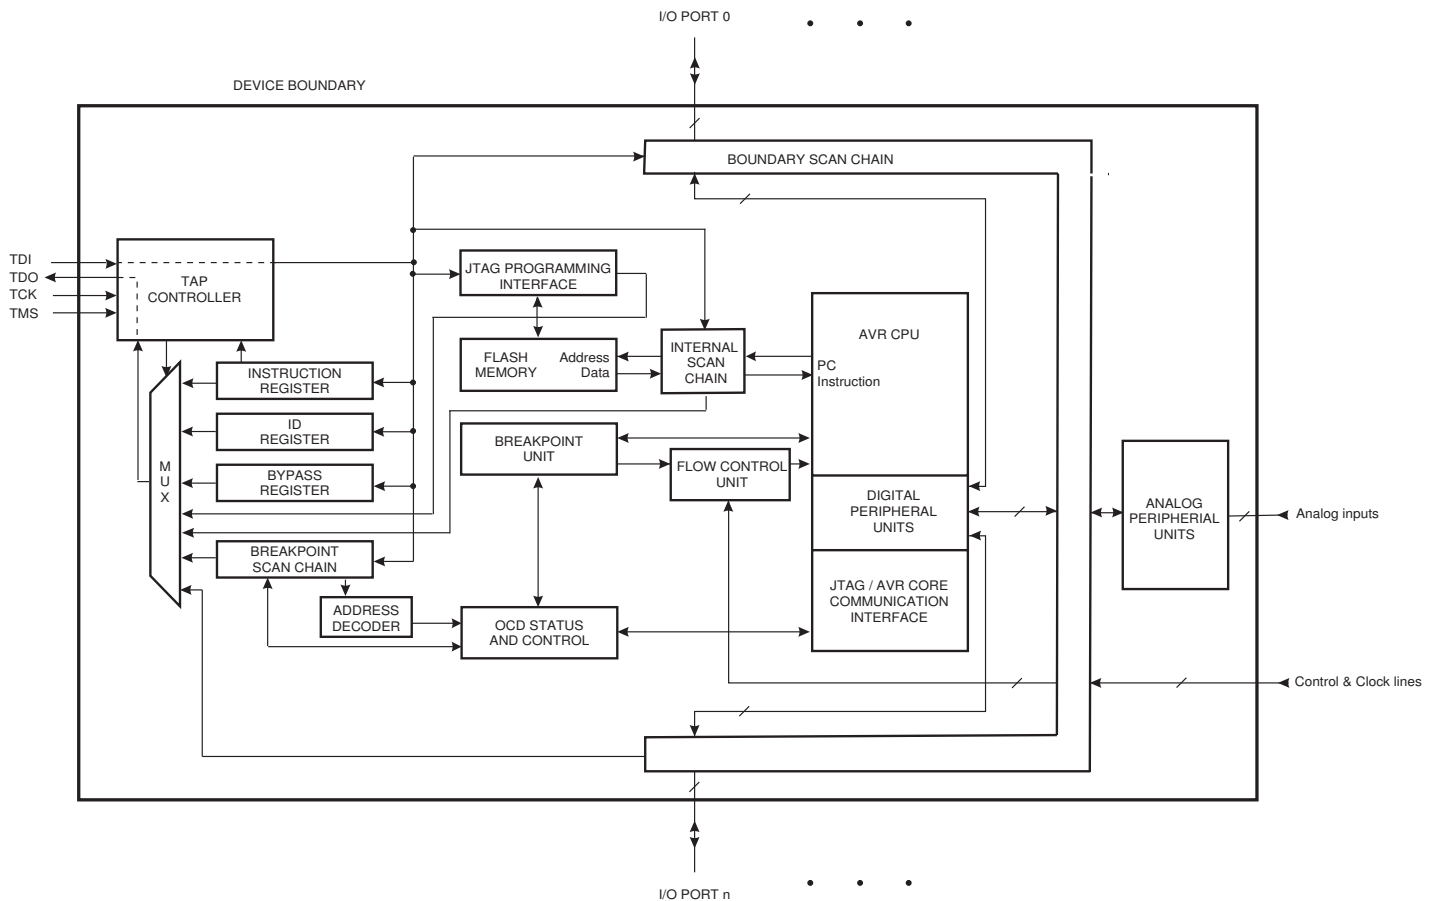 I/O PORT 0
DEVICE BOUNDARY
BOUNDARY SCAN CHAIN
TDI
TDO
TCK
TMS
TAP
CONTROLLER
JTAG PROGRAMMING
INTERFACE
FLASH
MEMORY
Address
Data
INTERNAL
SCAN
CHAIN
AVR CPU
PC
Instruction
INSTRUCTION
REGISTER
ID
REGISTER
BYPASS
REGISTER
M
U
X
BREAKPOINT
SCAN CHAIN
ADDRESS
DECODER
BREAKPOINT
UNIT
FLOW CONTROL
UNIT
OCD STATUS
AND CONTROL
DIGITAL
PERIPHERAL
UNITS
JTAG / AVR CORE
COMMUNICATION
INTERFACE
ANALOG
PERIPHERIAL
UNITS
Analog inputs
Control & Clock lines
I/O PORT n